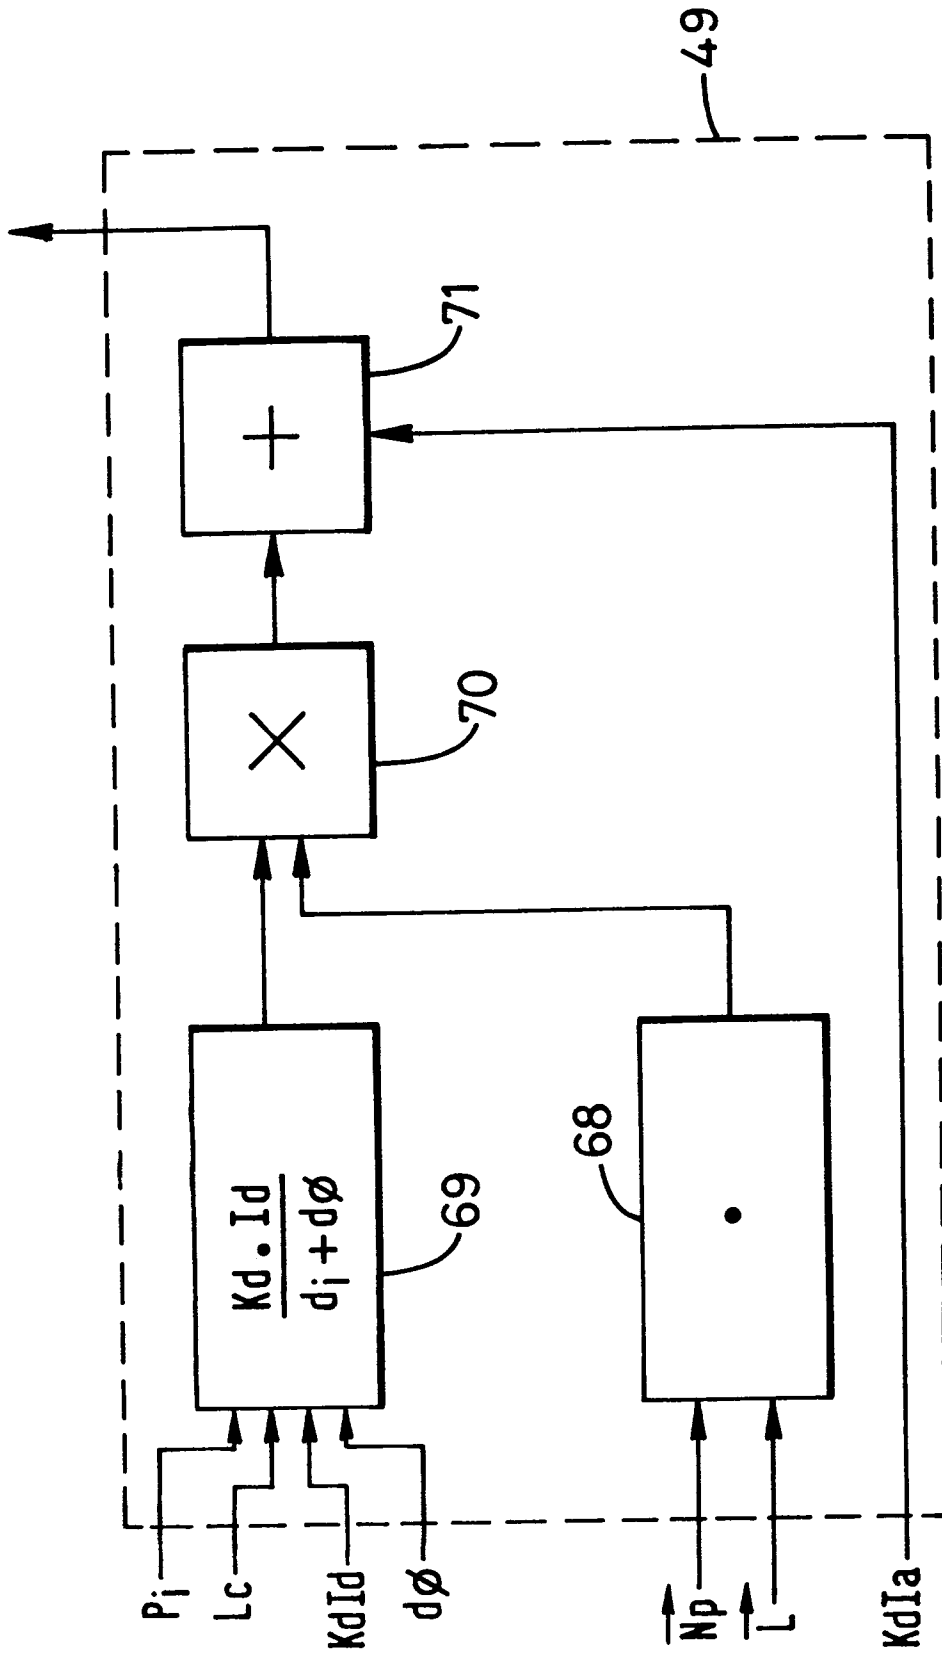 49
71
+
70
×
Kd•Id
di+dø
69
68
•
Pi
Lc
KdId
dø
Np
L
KdIa